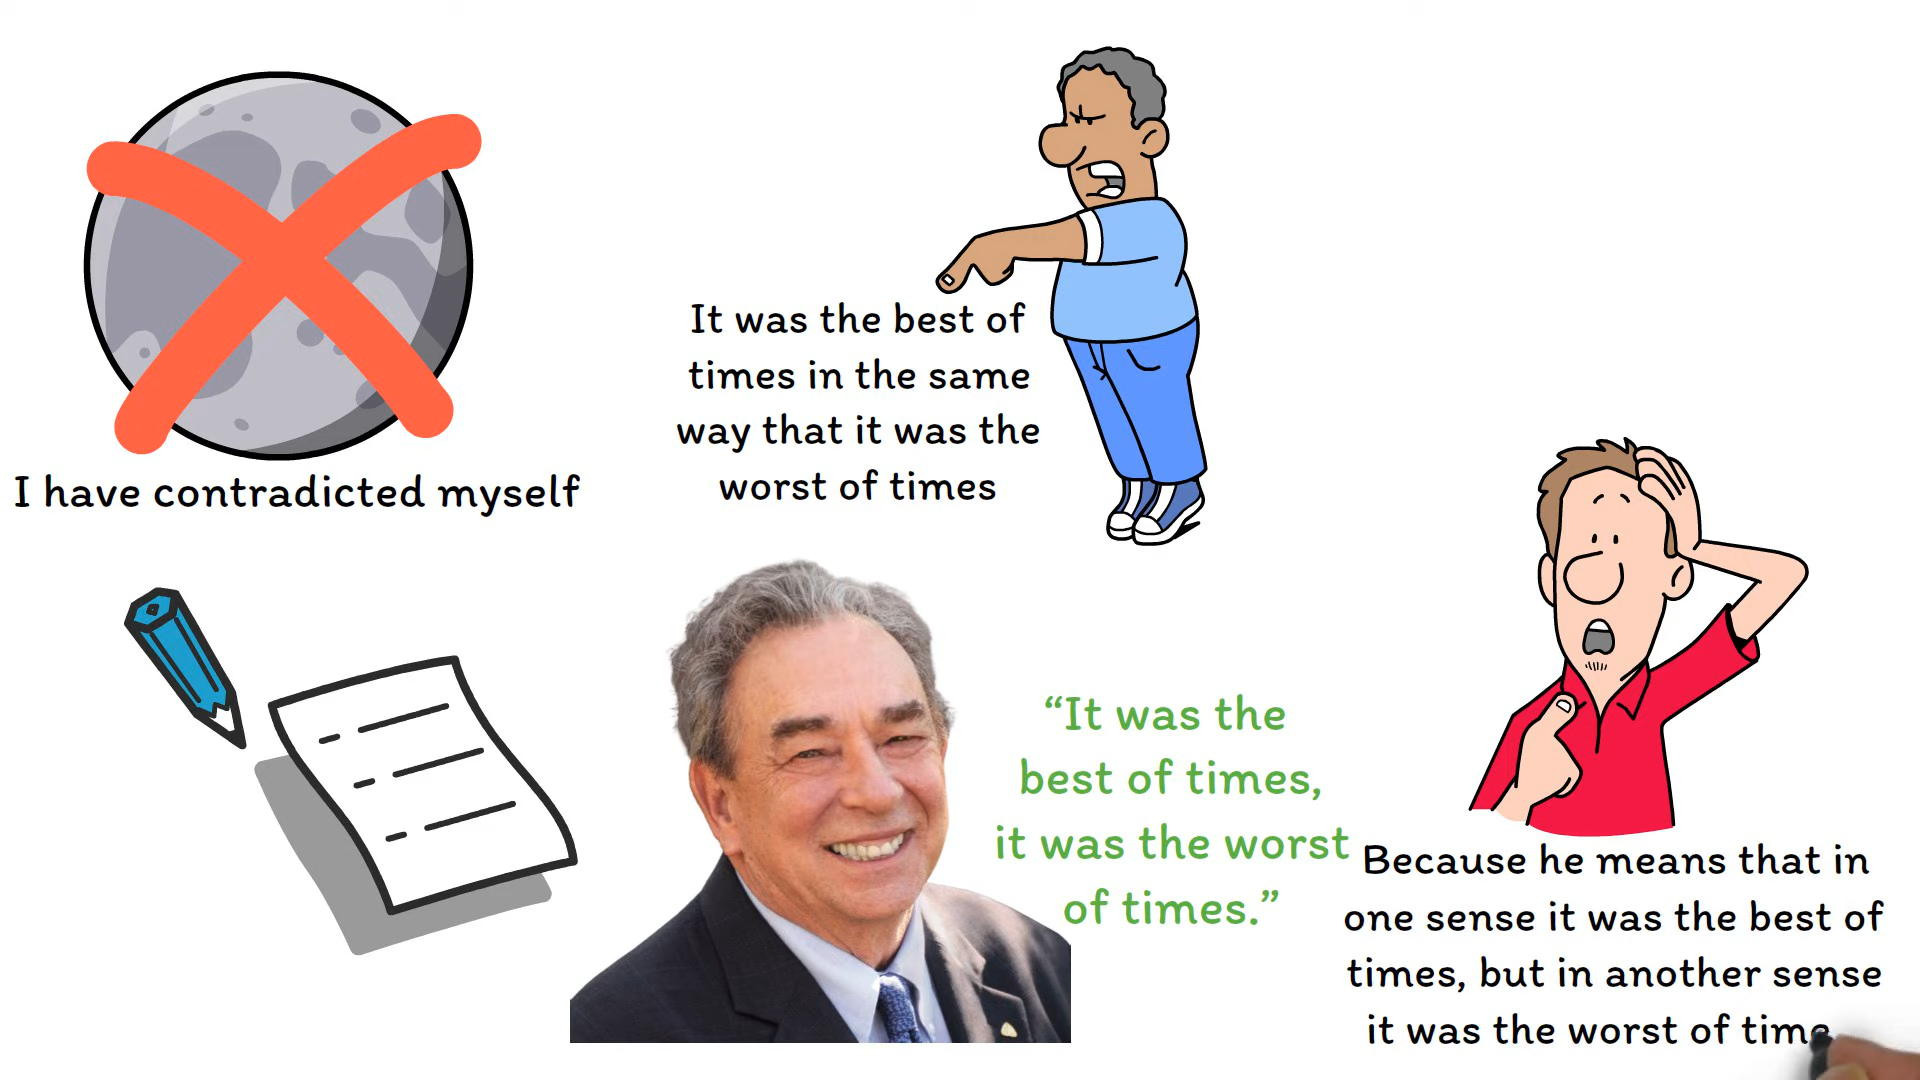 I have contradicted myself
It was the best of
times in the same
way that it was the
worst of times
“It was the
best of times,
it was the worst
of times.”
Because he means that in
one sense it was the best of
times, but in another sense
it was the worst of time